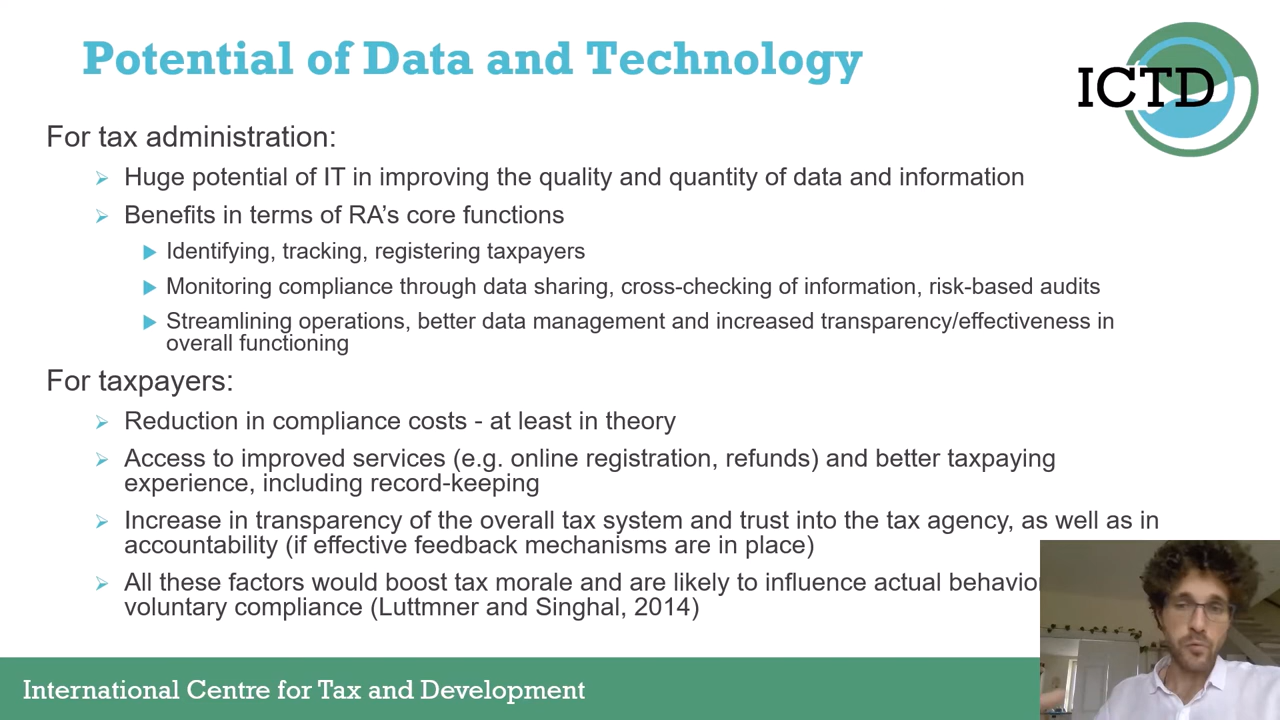 Potential of Data and Technology
ICTD
For tax administration:
Huge potential of IT in improving the quality and quantity of data and information
Benefits in terms of RA's core functions
Identifying, tracking, registering taxpayers
Monitoring compliance through data sharing, cross-checking of information, risk-based audits
Streamlining operations, better data management and increased transparency/effectiveness in
overall functioning
For taxpayers:
Reduction in compliance costs - at least in theory
Access to improved services (e.g. online registration, refunds) and better taxpaying
experience, including record-keeping
Increase in transparency of the overall tax system and trust into the tax agency, as well as in
accountability (if effective feedback mechanisms are in place)
All these factors would boost tax morale and are likely to influence actual
voluntary compliance (Luttmner and Singhal, 2014)
International Centre for Tax and Development